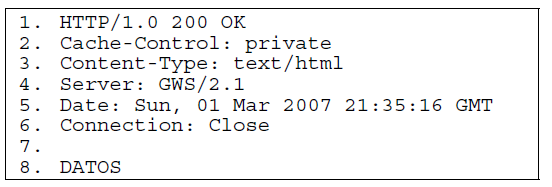 1. HTTP/1.0 200 OK
2. Cache-Control: private
3. Content-Type: text/html
4. Server: GWS/2.1
5. Date: Sun, 01 Mar 2007 21:35:16 GMT
6. Connection: Close
7.
8. DATOS